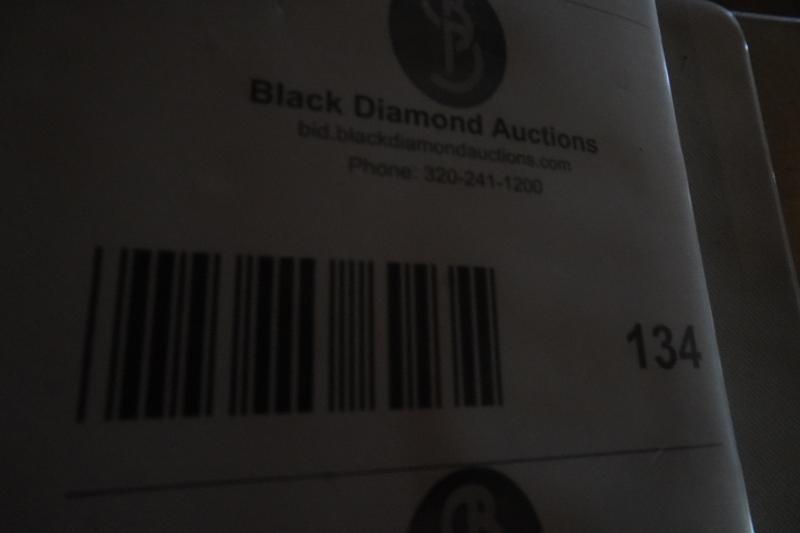 Black Diamond Auctions
bid.blackdiamondauctions.com
Phone: 320-241-1200
134